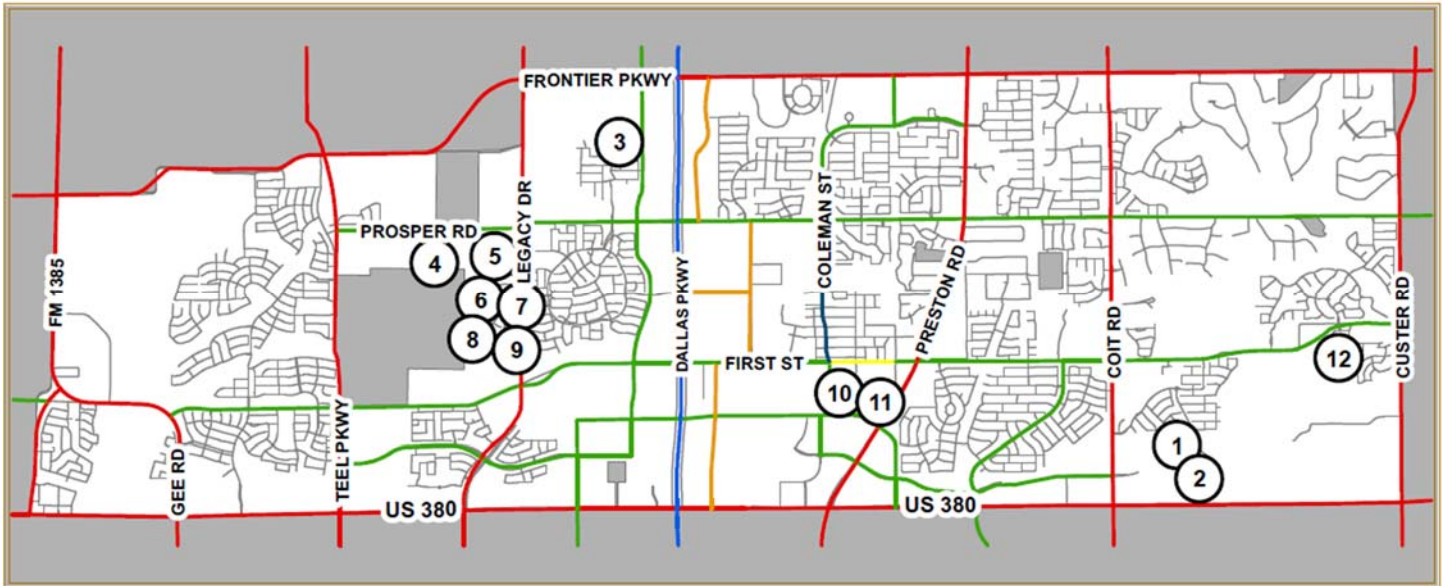 FRONTIER PKWY
3
LEGACY DR
COLEMAN ST
PROSPER RD
5
4
PRESTON RD
DALLAS PKWY
6
7
FM 1385
CUSTER RD
COIT RD
8
9
FIRST ST
12
10
11
1
TEEL PKWY
GEE RD
2
US 380
US 380